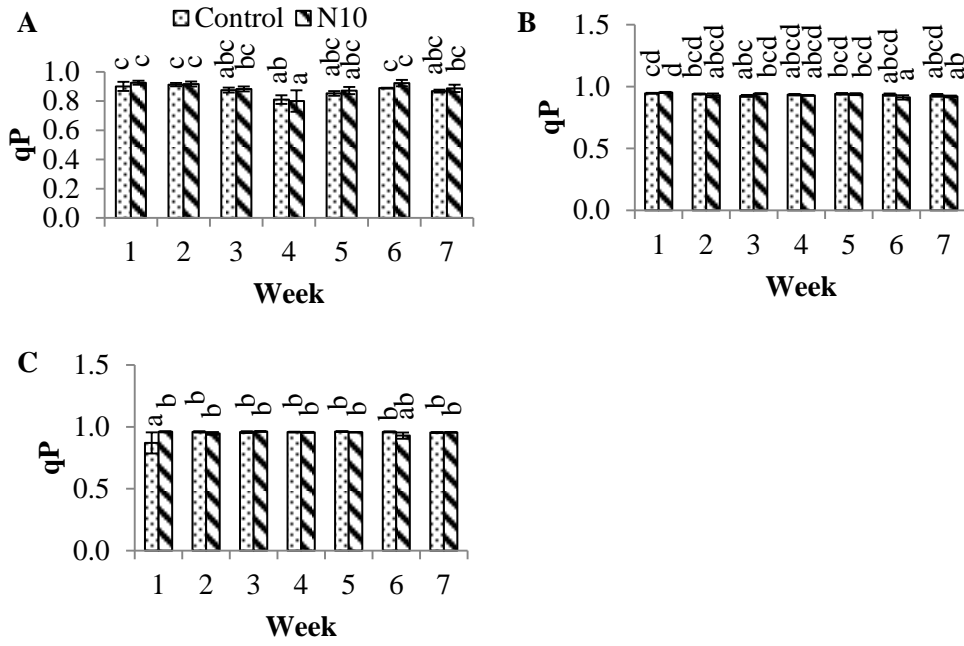 A
Control N10
c c c c abc bc ab a abc abc c c abc bc
1.0
0.8
0.6
0.4
0.2
0.0
qP
1 2 3 4 5 6 7
Week
B
cd d bcd abcd abc bcd abcd abcd bcd bcd abcd a abcd ab
1.5
1.0
0.5
0.0
qP
1 2 3 4 5 6 7
Week
C
a b b b b b b b b b b ab b b
1.5
1.0
0.5
0.0
qP
1 2 3 4 5 6 7
Week